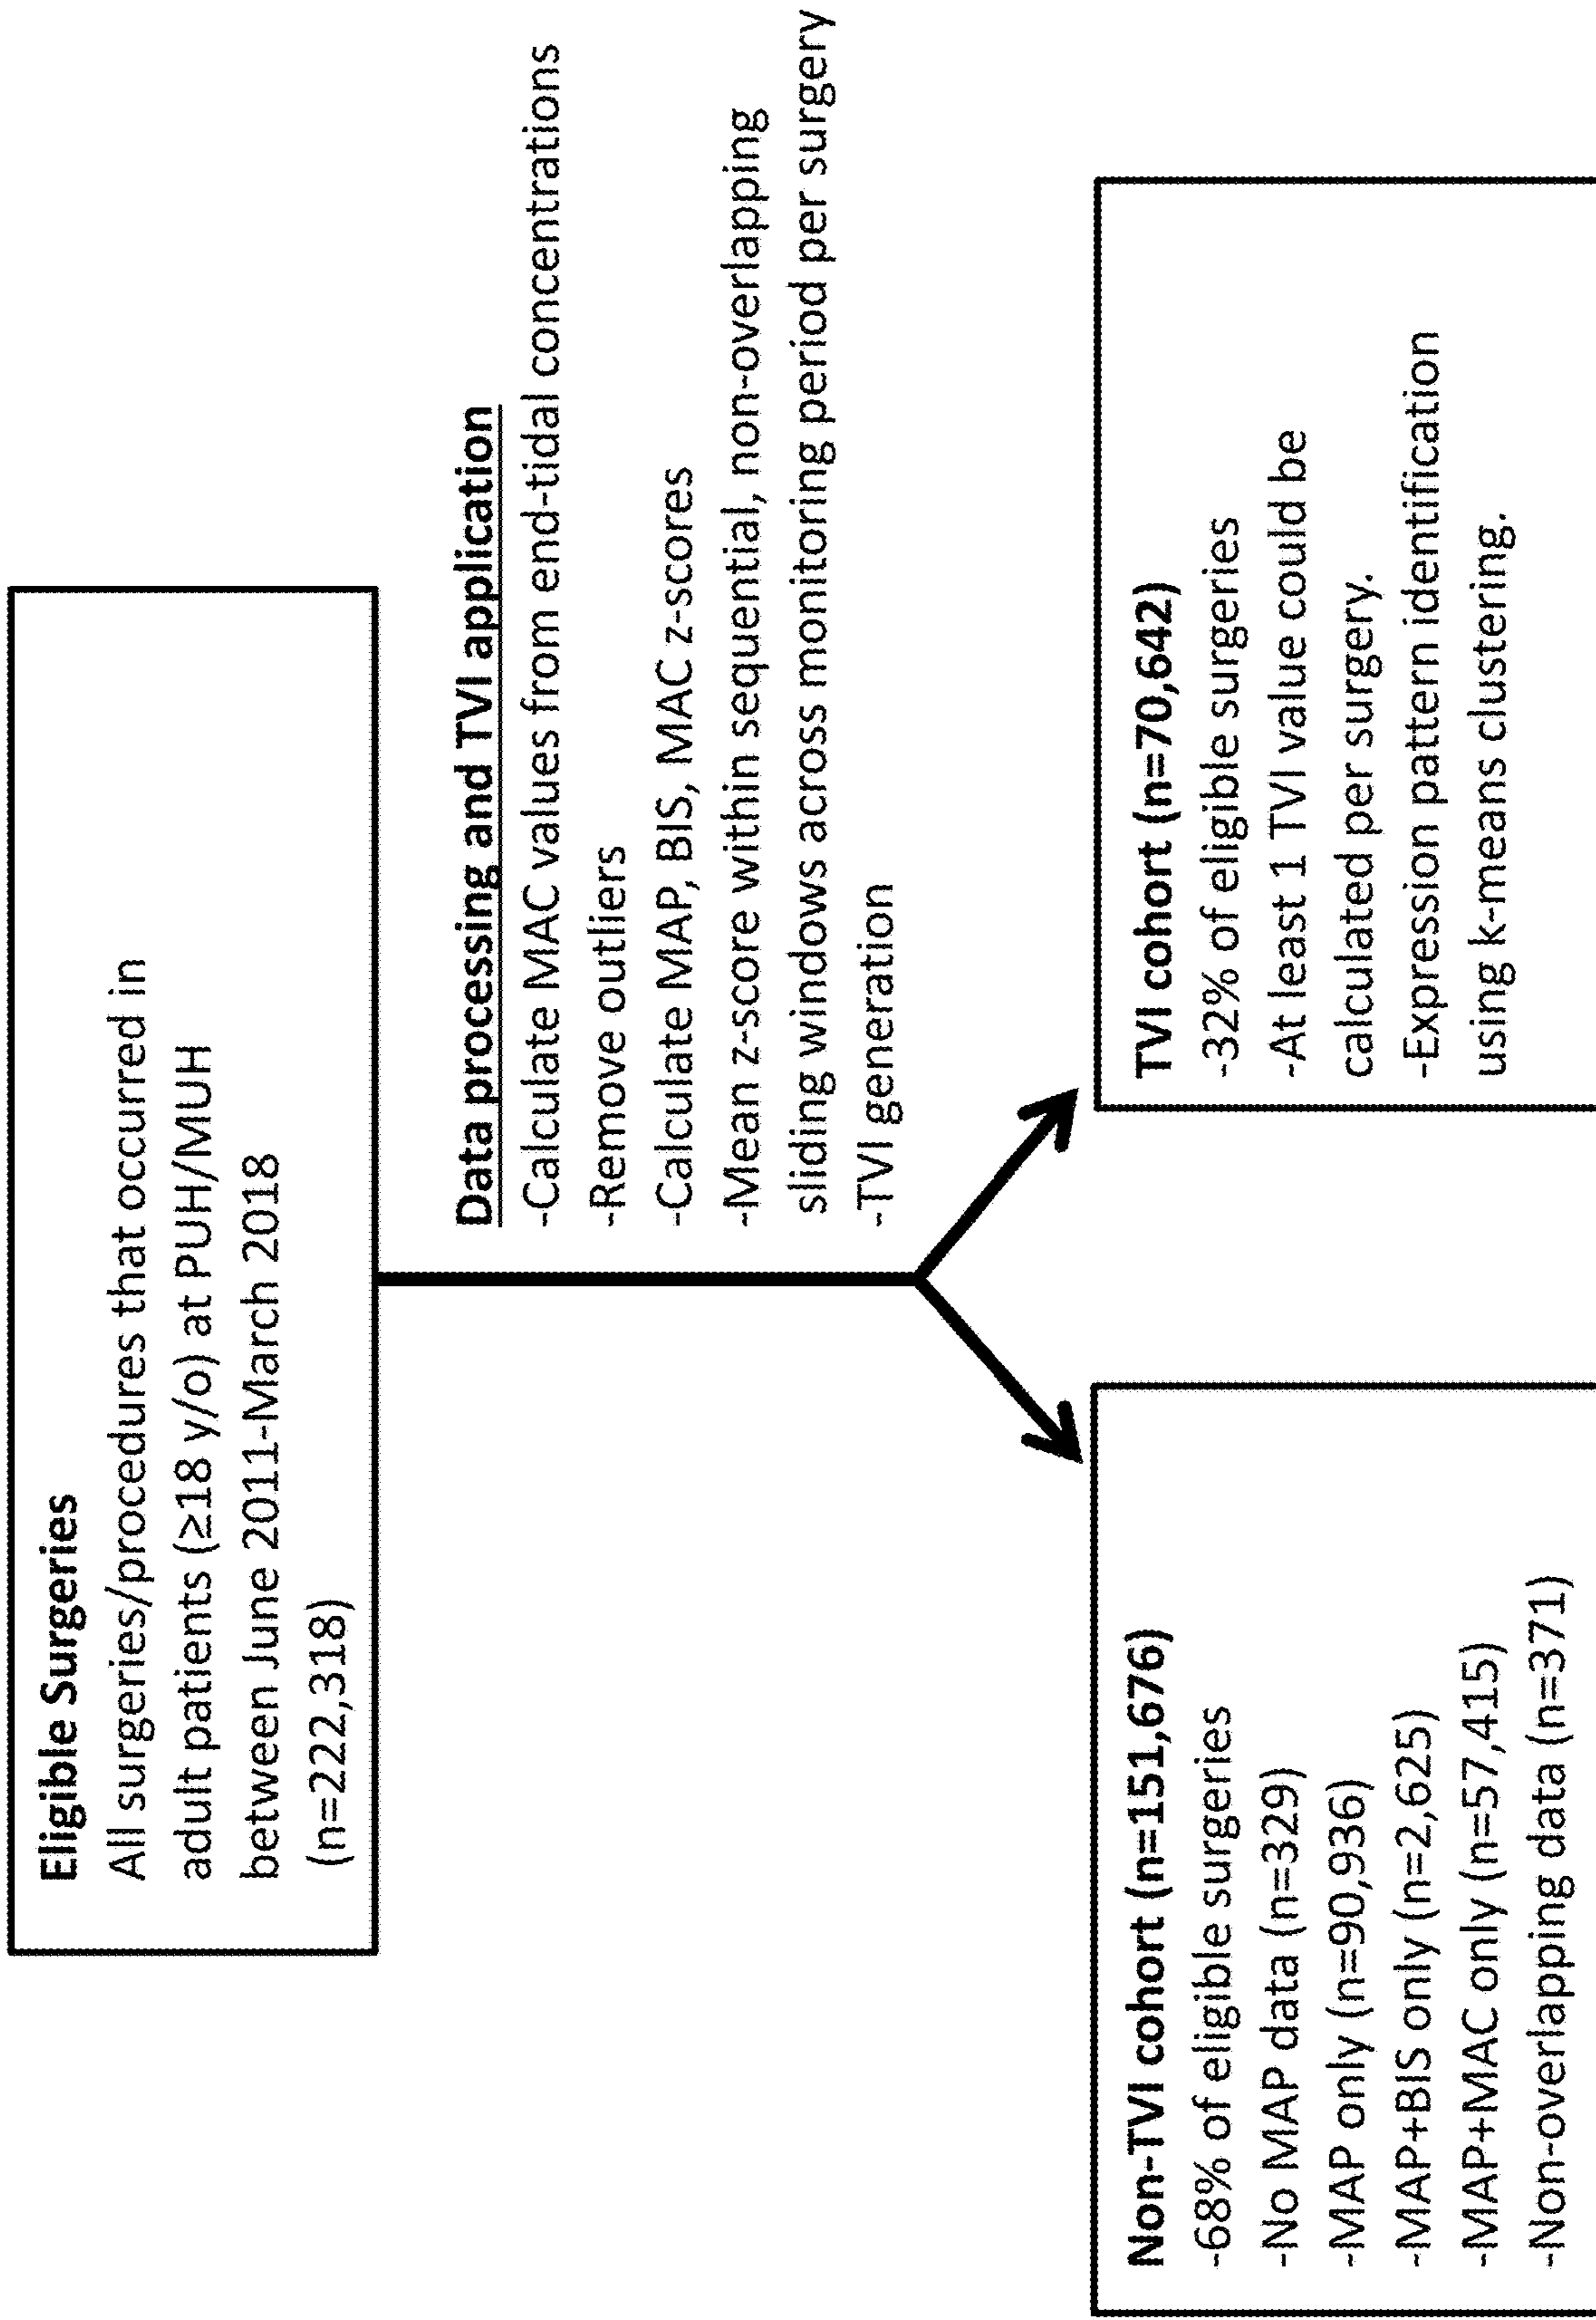 Eligible Surgeries
All surgeries/procedures that occurred in
adult patients (≥18 y/o) at PUH/MUH
between June 2011-March 2018
(n=222,318)
Data processing and TVI application
-Calculate MAC values from end-tidal concentrations
-Remove outliers
-Calculate MAP, BIS, MAC z-scores
-Mean z-score within sequential, non-overlapping
sliding windows across monitoring period per surgery
-TVI generation
Non-TVI cohort (n=151,676)
-68% of eligible surgeries
-No MAP data (n=329)
-MAP only (n=90,936)
-MAP+BIS only (n=2,625)
-MAP+MAC only (n=57,415)
-Non-overlapping data (n=371)
TVI cohort (n=70,642)
-32% of eligible surgeries
-At least 1 TVI value could be
calculated per surgery.
-Expression pattern identification
using k-means clustering.